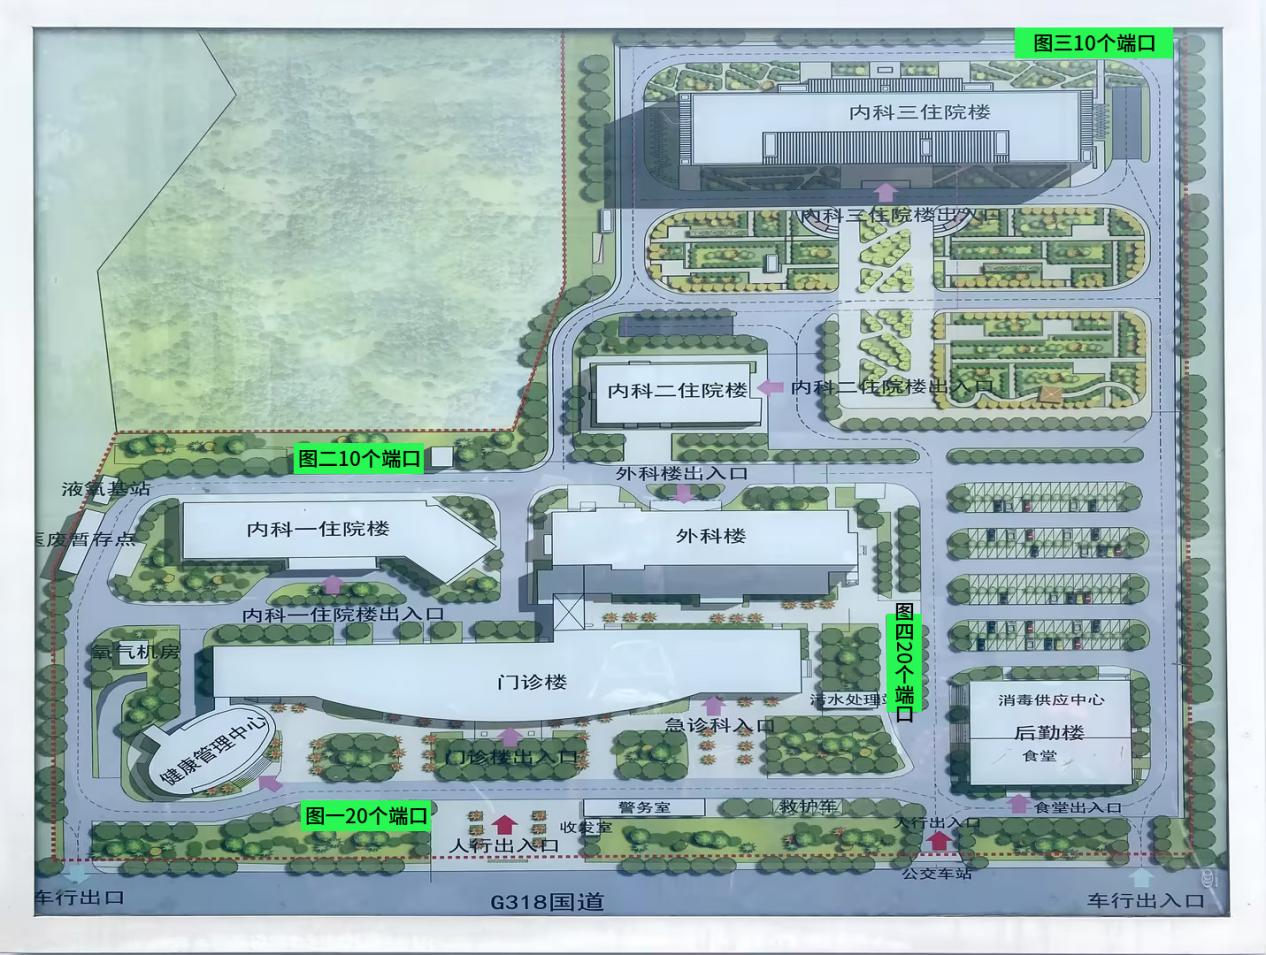 图三10个端口
内科三住院楼
内科三住院楼出入口
内科二住院楼
内科二住院楼出入口
图二10个端口
外科楼出入口
液氧基站
内科一住院楼
外科楼
医废暂存点
内科一住院楼出入口
图四20个端口
氧气机房
门诊楼
污水处理站
消毒供应中心
急诊科入口
后勤楼
健康管理中心
门诊楼出入口
食堂
图一20个端口
警务室
救护车
食堂出入口
收发室
人行出入口
人行出入口
公交车站
车行出口
G318国道
车行出入口